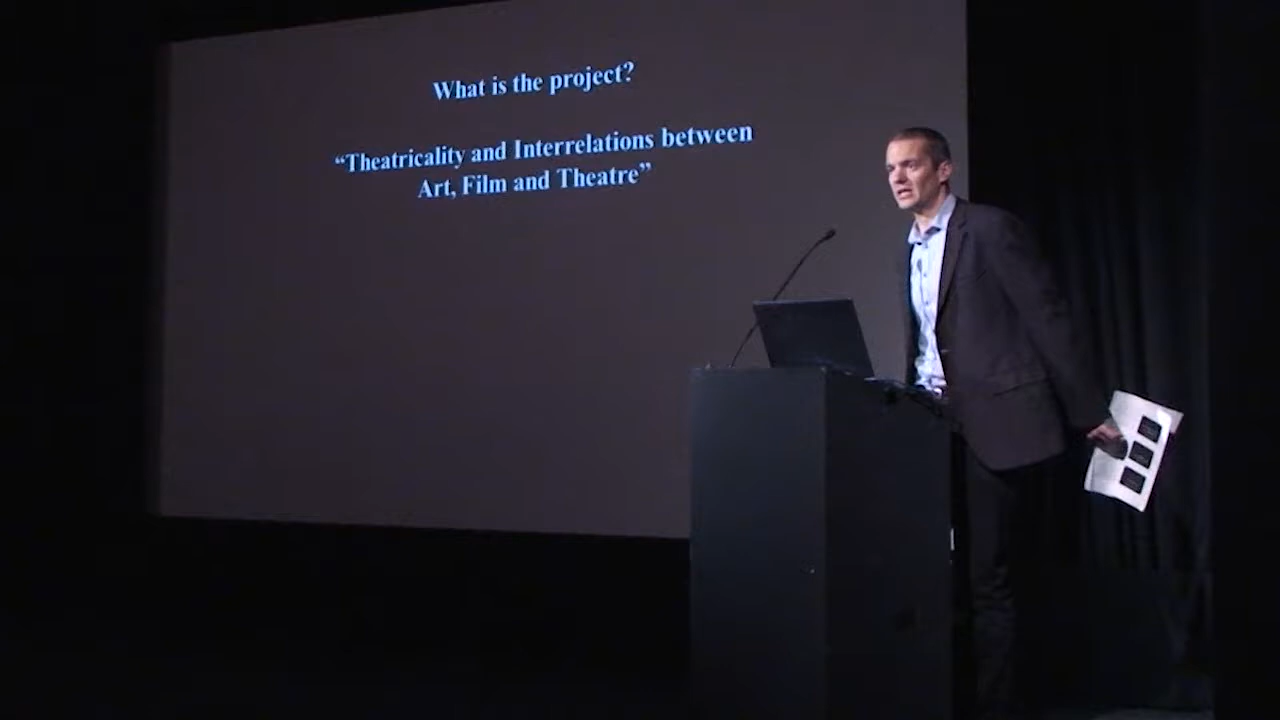 What is the project?
“Theatricality and Interrelations between
Art, Film and Theatre”